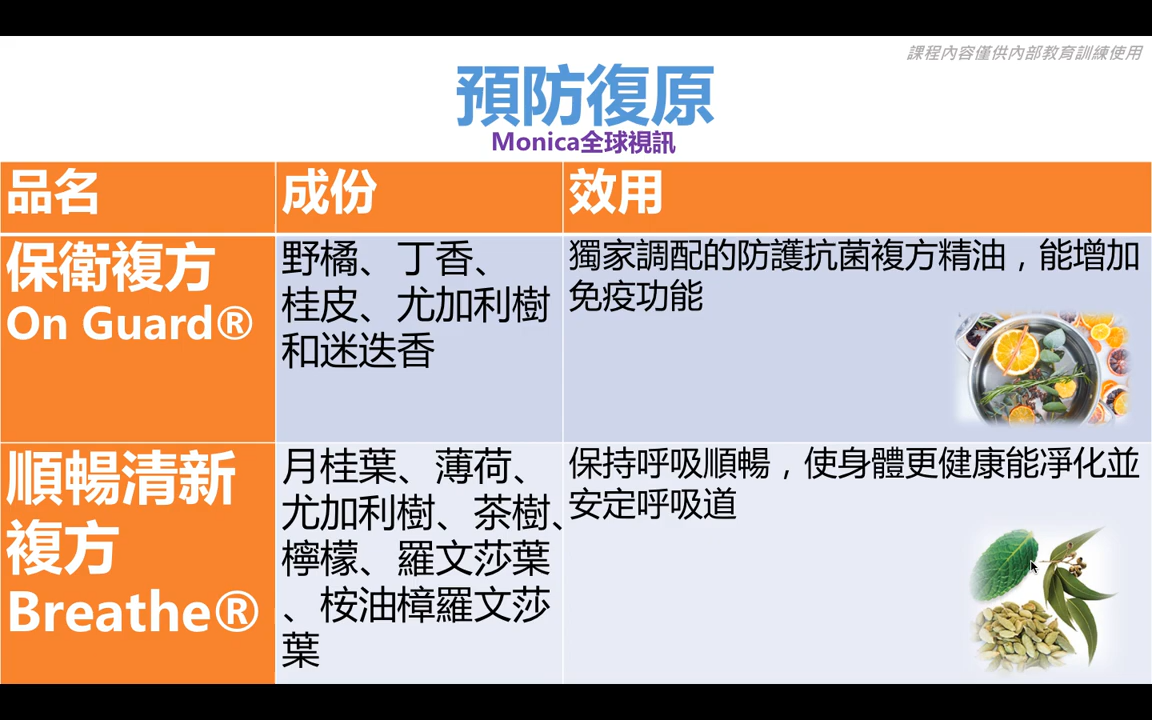 課程內容僅供內部教育訓練使用
預防復原
Monica全球視訊
品名
成份
效用
保衛複方
On Guard®
野橘、丁香、
桂皮、尤加利樹
和迷迭香
獨家調配的防護抗菌複方精油，能增加
免疫功能
順暢清新
複方
Breathe®
月桂葉、薄荷、
尤加利樹、茶樹、
檸檬、羅文莎葉
、桉油樟羅文莎
葉
保持呼吸順暢，使身體更健康能淨化並
安定呼吸道